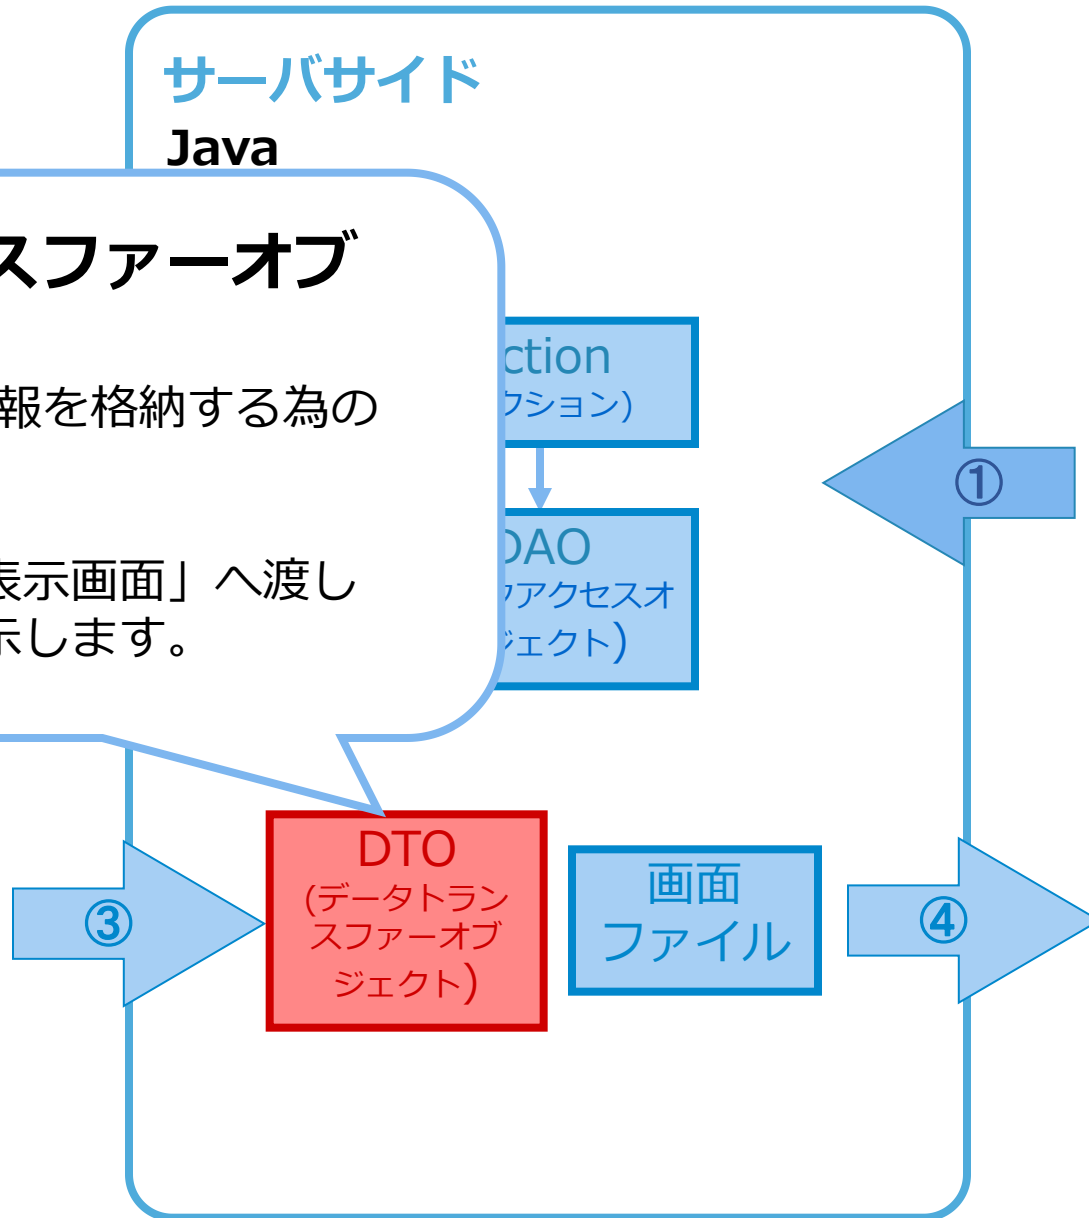 サーバサイド
Java
スファーオブ
報を格納する為の
表示画面」へ渡し
示します。
ction
クション)
①
DAO
クアクセスオ
ジェクト)
DTO
(データトラン
スファーオブ
ジェクト)
画面
ファイル
③
④